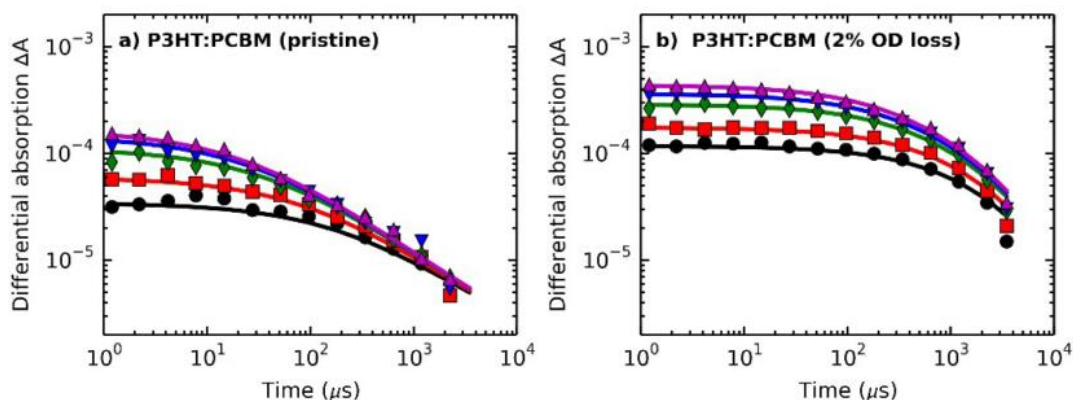 a) P3HT:PCBM (pristine)
Differential absorption ΔA
10⁻³
10⁻⁴
10⁻⁵
10⁰ 10¹ 10² 10³ 10⁴
Time (μs)
b) P3HT:PCBM (2% OD loss)
Differential absorption ΔA
10⁻³
10⁻⁴
10⁻⁵
10⁰ 10¹ 10² 10³ 10⁴
Time (μs)